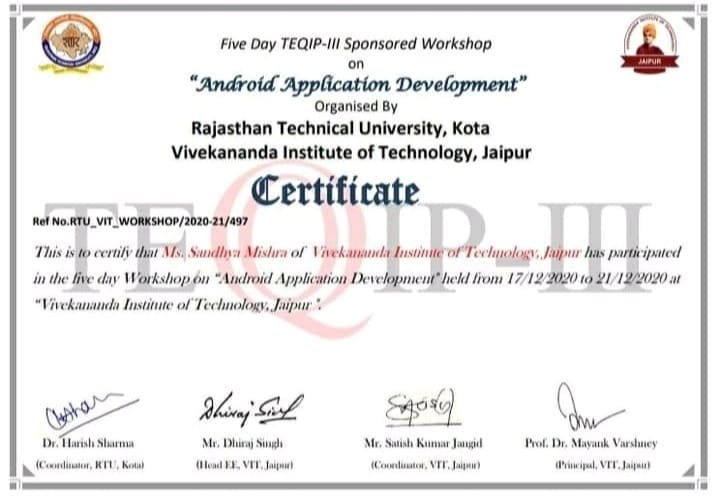 Five Day TEQIP-III Sponsored Workshop
on
“Android Application Development”
Organised By
Rajasthan Technical University, Kota
Vivekananda Institute of Technology, Jaipur
Certificate
TEQIP-III
Ref No.RTU_VIT_WORKSHOP/2020-21/497
This is to certify that Ms. Sandhya Mishra of Vivekananda Institute of Technology, Jaipur has participated
in the five day Workshop on “Android Application Development” held from 17/12/2020 to 21/12/2020 at
“Vivekananda Institute of Technology, Jaipur ”.
Dhiraj Singh
Dr. Harish Sharma
Mr. Dhiraj Singh
Mr. Satish Kumar Jangid
Prof. Dr. Mayank Varshney
(Coordinator, RTU, Kota)
(Head EE, VIT, Jaipur)
(Coordinator, VIT, Jaipur)
(Principal, VIT, Jaipur)
JAIPUR